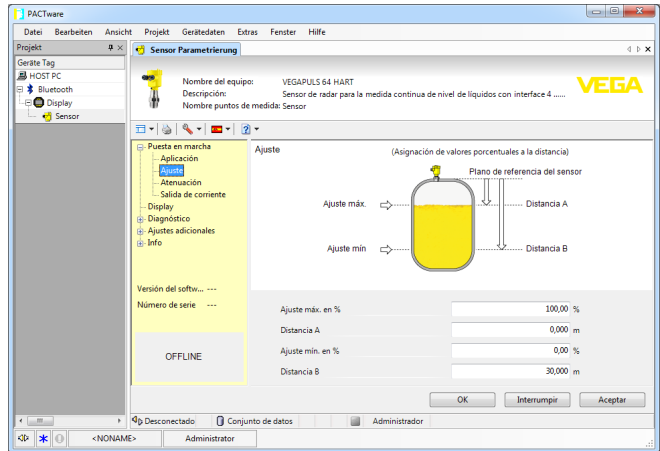 PACTware
Datei Bearbeiten Ansicht Projekt Gerätedaten Extras Fenster Hilfe
Projekt
Geräte Tag
HOST PC
Bluetooth
Display
Sensor
Sensor Parametrierung
Nombre del equipo: VEGAPULS 64 HART
Descripción: Sensor de radar para la medida continua de nivel de líquidos con interface 4 ......
Nombre puntos de medida: Sensor
VEGA
Puesta en marcha
Aplicación
Ajuste
Atenuación
Salida de corriente
Display
Diagnóstico
Ajustes adicionales
Info
Versión del softw... ---
Número de serie ---
OFFLINE
Ajuste
(Asignación de valores porcentuales a la distancia)
Plano de referencia del sensor
Ajuste máx.
Distancia A
Ajuste mín
Distancia B
Ajuste máx. en % 100,00 %
Distancia A 0,000 m
Ajuste mín. en % 0,00 %
Distancia B 30,000 m
OK Interrumpir Aceptar
Desconectado Conjunto de datos Administrador
<NONAME> Administrator